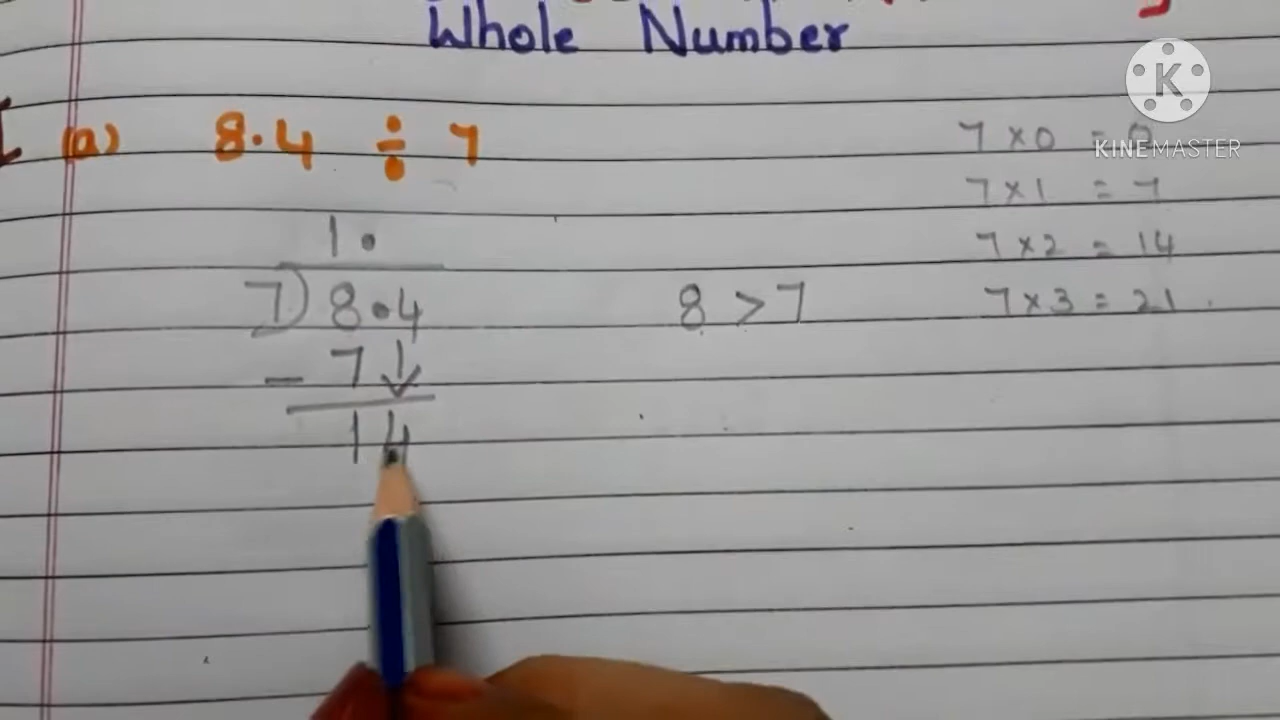 Whole Number
(a) 8.4 ÷ 7
1.
7)8.4
- 7↓
14
8 > 7
7 x 0 = 0
7 x 1 = 7
7 x 2 = 14
7 x 3 = 21
K
KINEMASTER